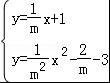 y=1/m x+1
y=1/m² x²-2/m-3